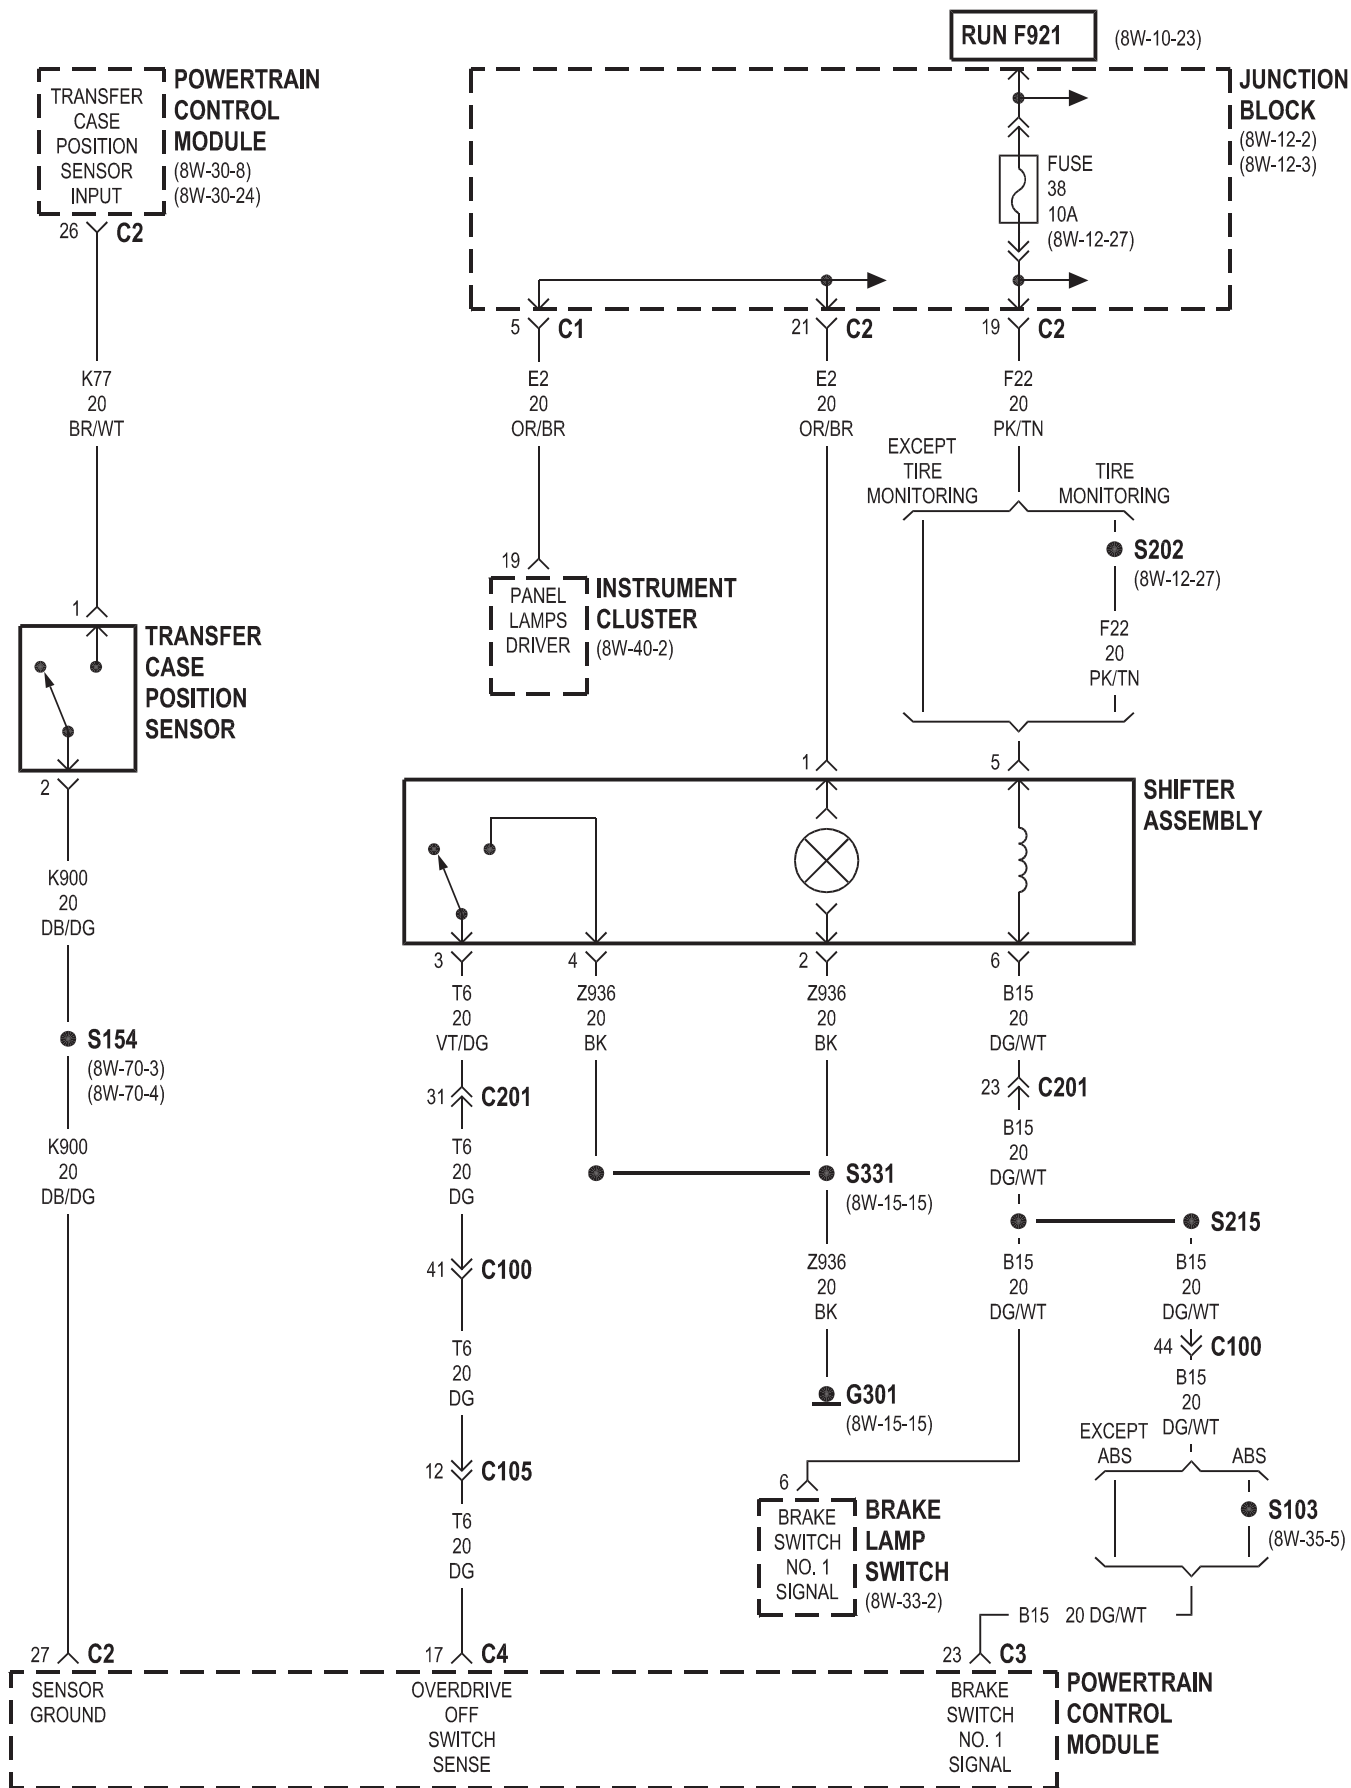 RUN F921
(8W-10-23)
TRANSFER
CASE
POSITION
SENSOR
INPUT
POWERTRAIN
CONTROL
MODULE
(8W-30-8)
(8W-30-24)
JUNCTION
BLOCK
(8W-12-2)
(8W-12-3)
FUSE
38
10A
(8W-12-27)
26 C2
5 C1
21 C2
19 C2
K77
20
BR/WT
E2
20
OR/BR
E2
20
OR/BR
F22
20
PK/TN
EXCEPT
TIRE
MONITORING
TIRE
MONITORING
S202
(8W-12-27)
F22
20
PK/TN
19
PANEL
LAMPS
DRIVER
INSTRUMENT
CLUSTER
(8W-40-2)
1
TRANSFER
CASE
POSITION
SENSOR
2
1
5
SHIFTER
ASSEMBLY
K900
20
DB/DG
S154
(8W-70-3)
(8W-70-4)
K900
20
DB/DG
3
4
2
6
T6
20
VT/DG
Z936
20
BK
Z936
20
BK
B15
20
DG/WT
31 C201
23 C201
T6
20
DG
B15
20
DG/WT
S331
(8W-15-15)
S215
41 C100
Z936
20
BK
B15
20
DG/WT
B15
20
DG/WT
44 C100
T6
20
DG
G301
(8W-15-15)
B15
20
DG/WT
EXCEPT
ABS
ABS
12 C105
6
S103
(8W-35-5)
T6
20
DG
BRAKE
SWITCH
NO. 1
SIGNAL
BRAKE
LAMP
SWITCH
(8W-33-2)
B15 20 DG/WT
27 C2
17 C4
23 C3
SENSOR
GROUND
OVERDRIVE
OFF
SWITCH
SENSE
BRAKE
SWITCH
NO. 1
SIGNAL
POWERTRAIN
CONTROL
MODULE